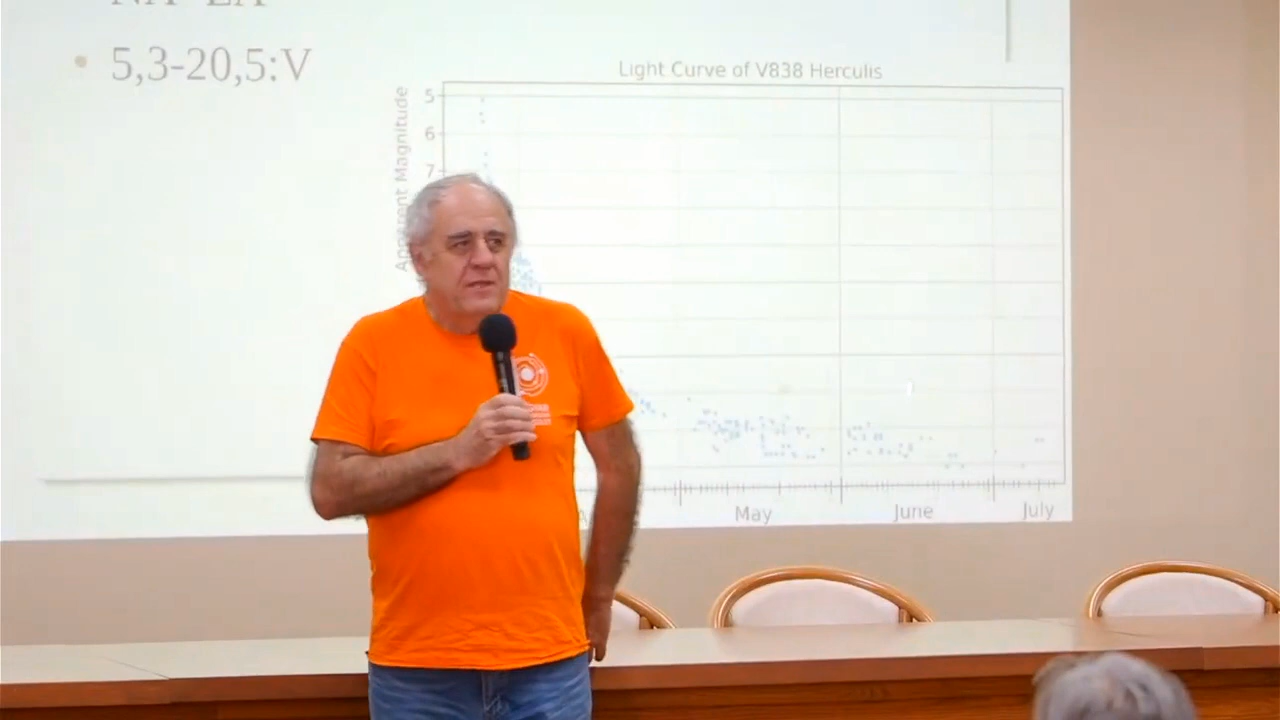 5,3-20,5:V
Light Curve of V838 Herculis
Apparent Magnitude
5
6
7
May
June
July